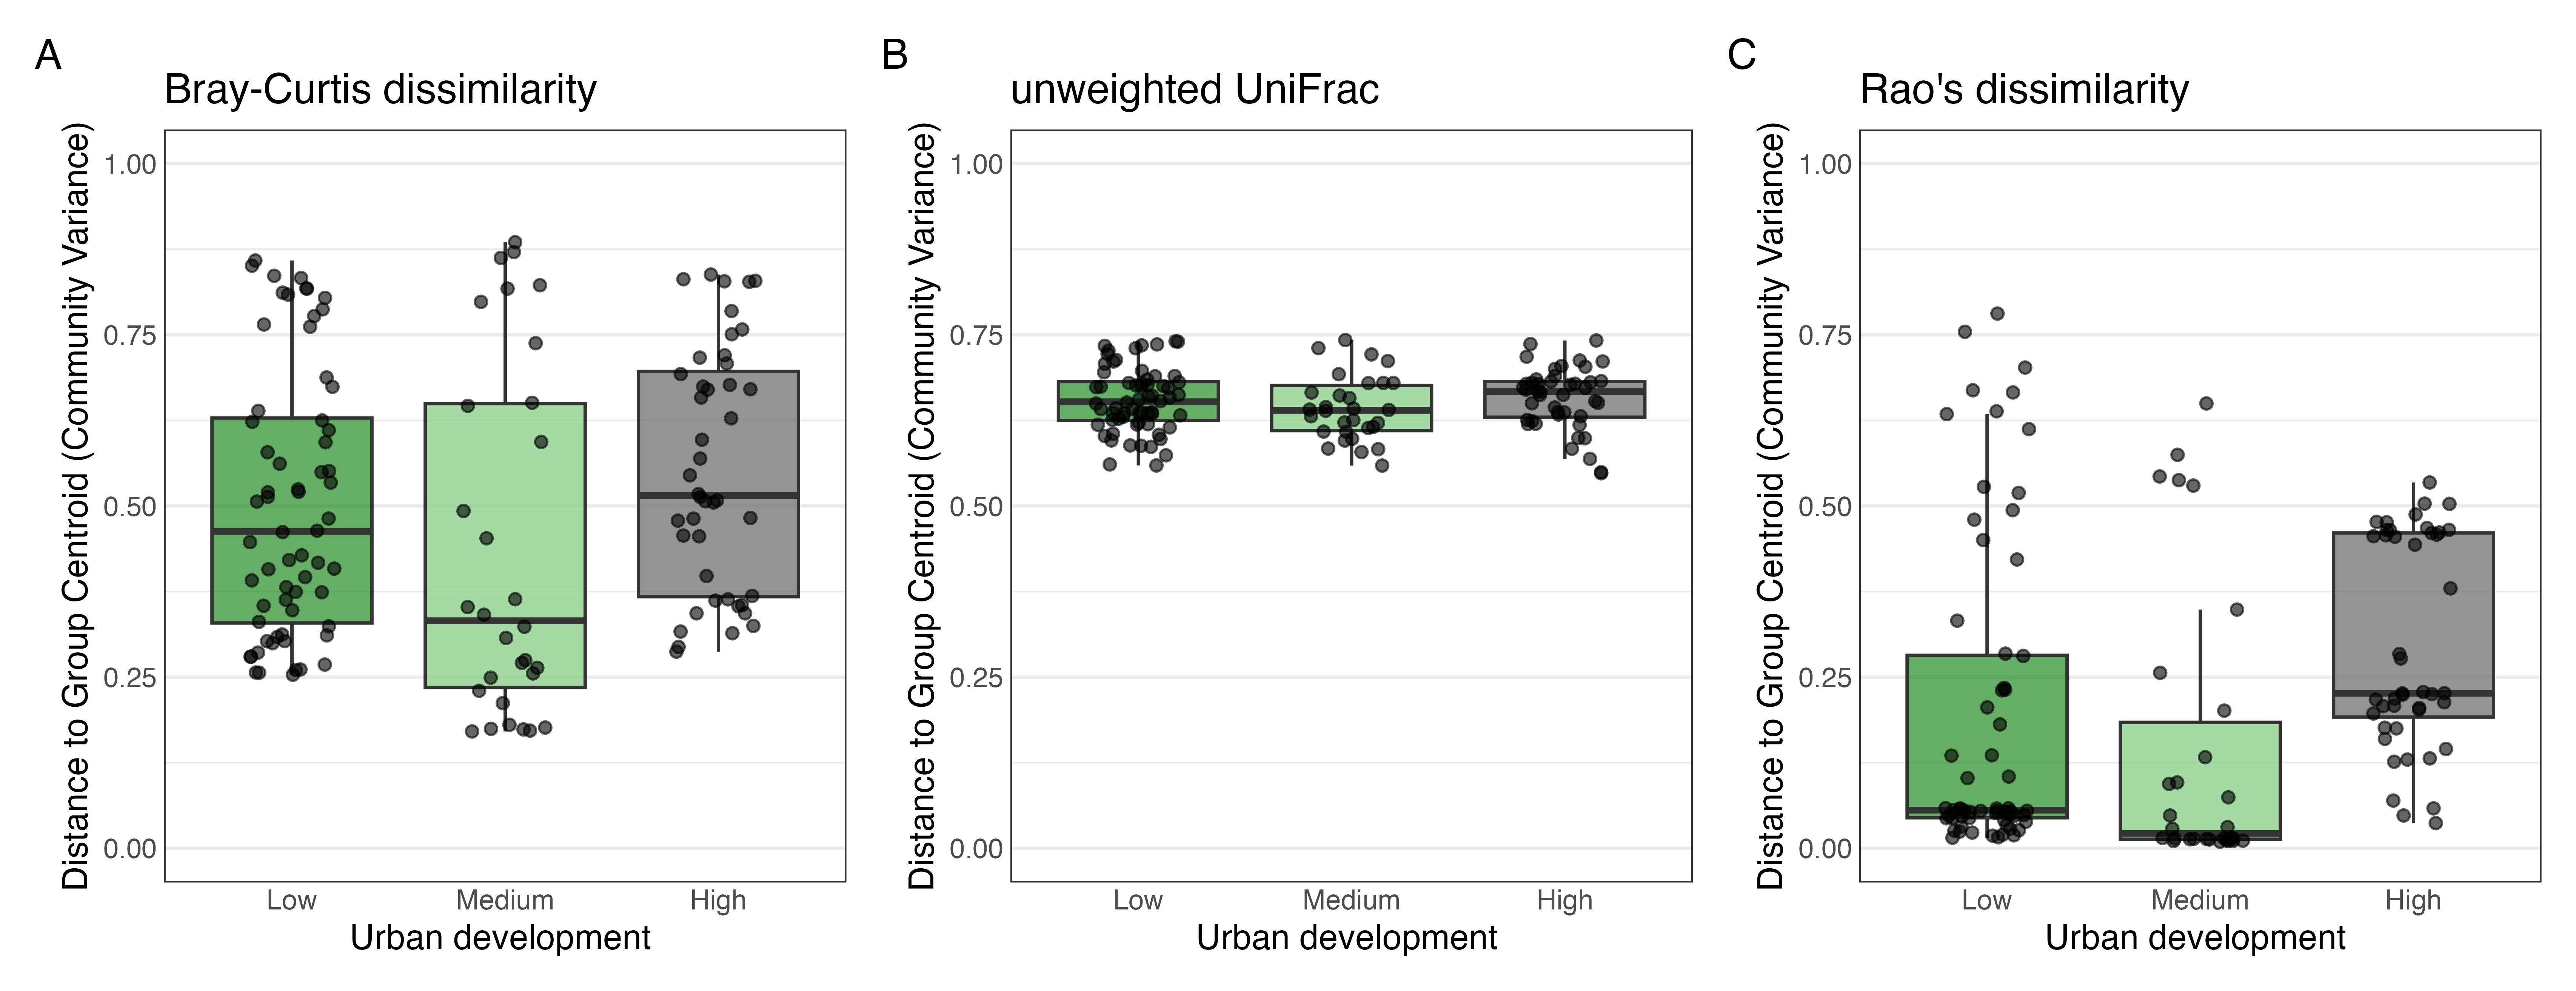 A
Bray-Curtis dissimilarity
Distance to Group Centroid (Community Variance)
1.00
0.75
0.50
0.25
0.00
Low Medium High
Urban development
B
unweighted UniFrac
Distance to Group Centroid (Community Variance)
1.00
0.75
0.50
0.25
0.00
Low Medium High
Urban development
C
Rao's dissimilarity
Distance to Group Centroid (Community Variance)
1.00
0.75
0.50
0.25
0.00
Low Medium High
Urban development